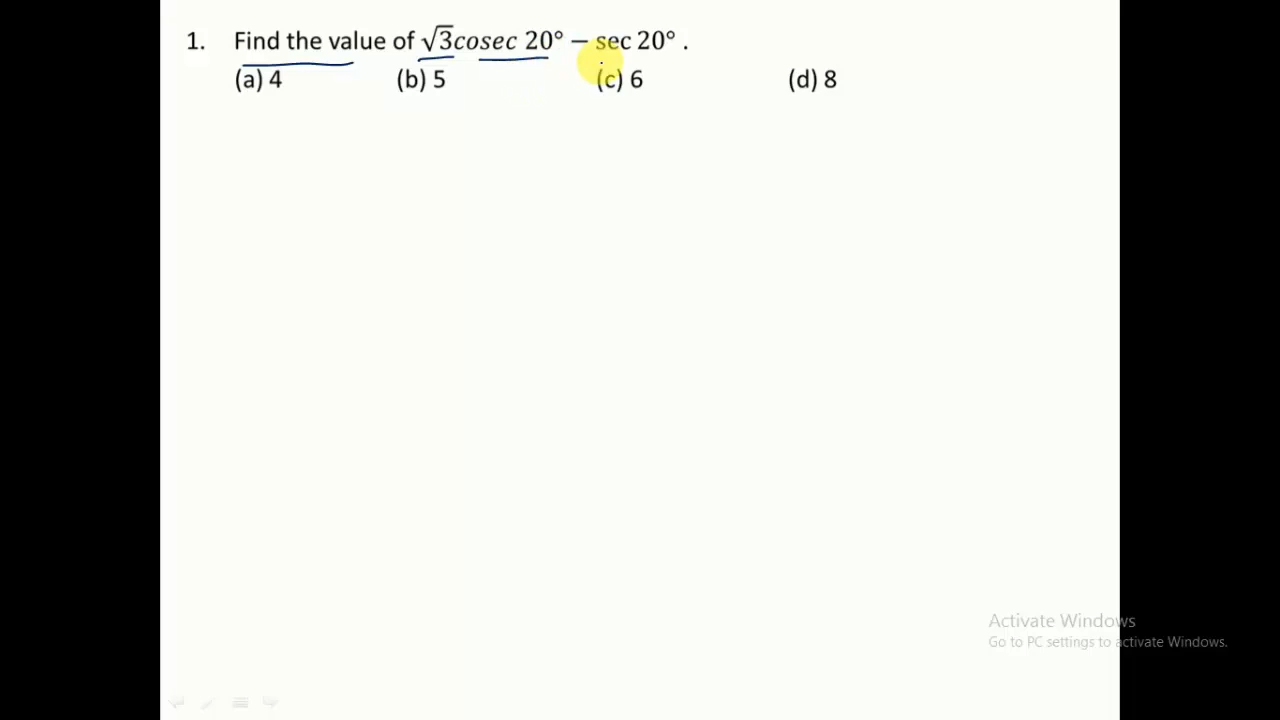 1. Find the value of √3cosec 20° − sec 20° .
(a) 4 (b) 5 (c) 6 (d) 8
Activate Windows
Go to PC settings to activate Windows.